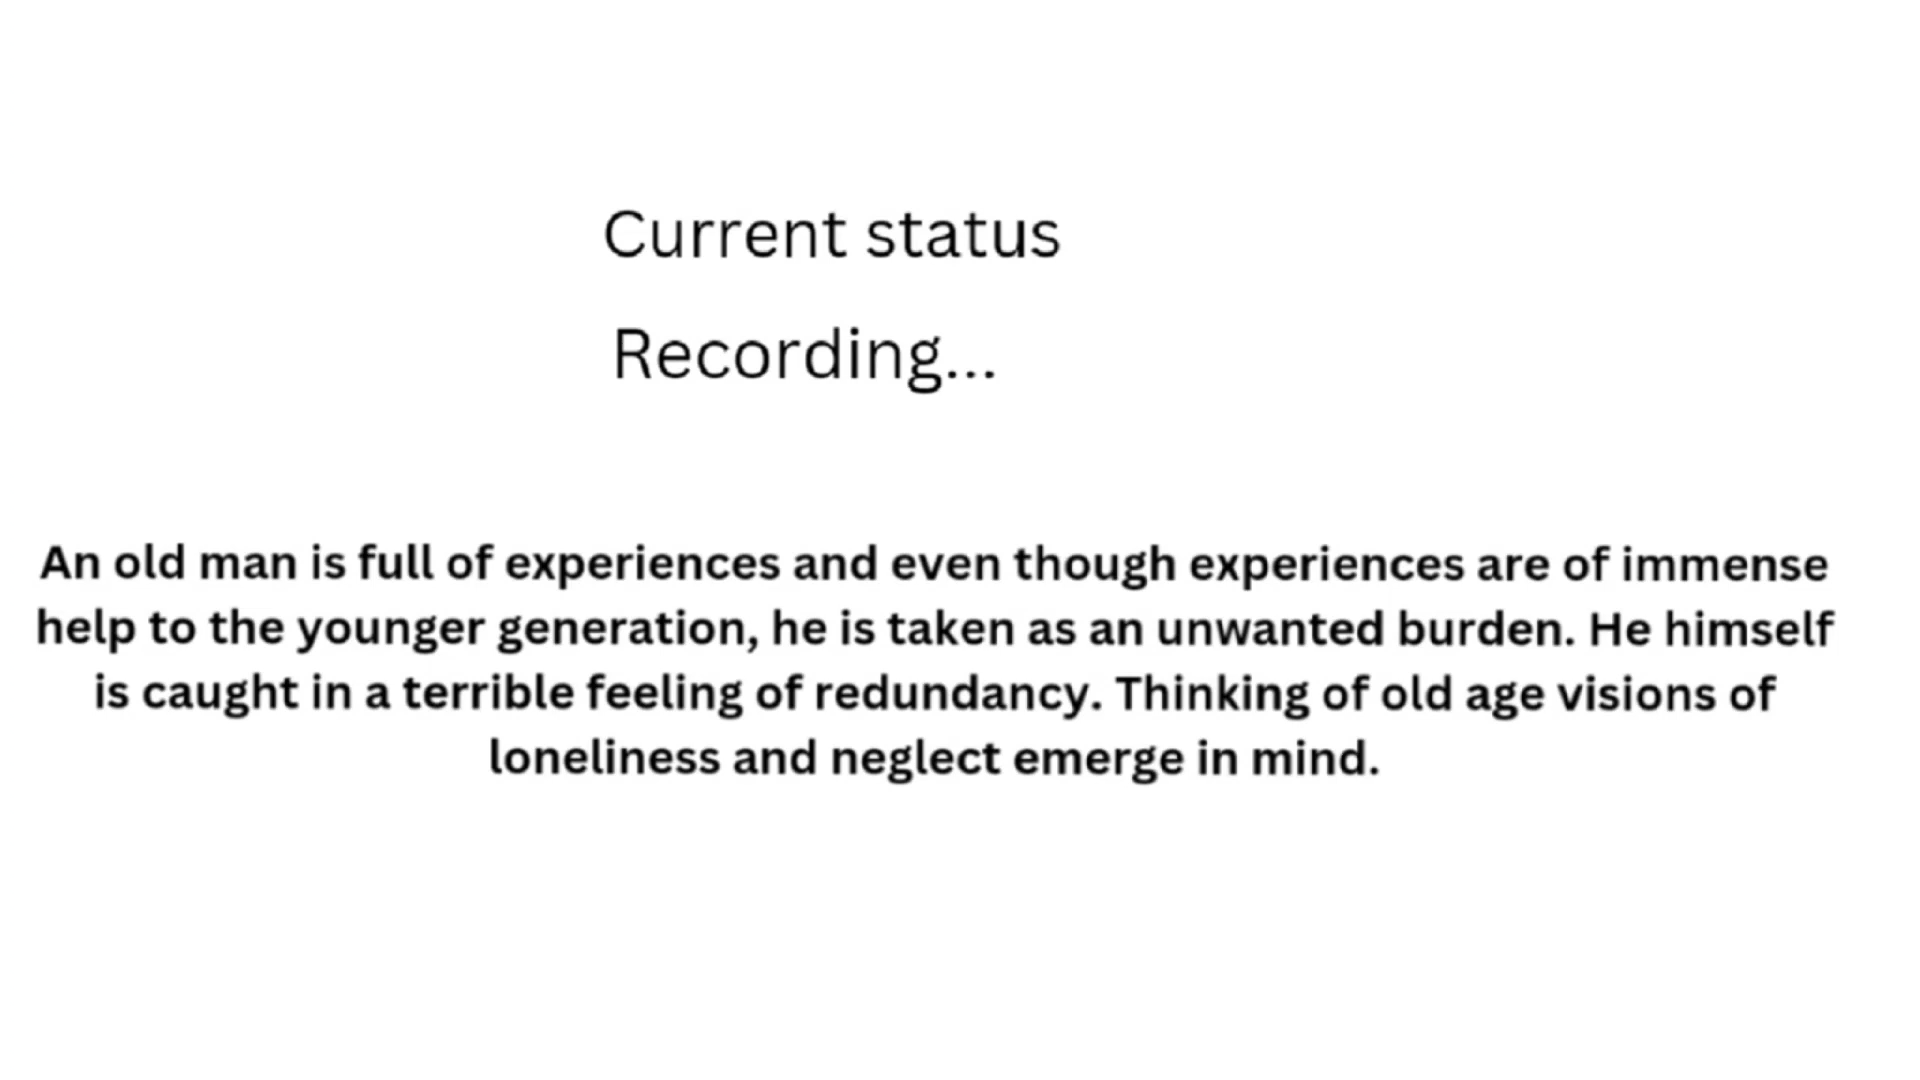 Current status
Recording...
An old man is full of experiences and even though experiences are of immense
help to the younger generation, he is taken as an unwanted burden. He himself
is caught in a terrible feeling of redundancy. Thinking of old age visions of
loneliness and neglect emerge in mind.